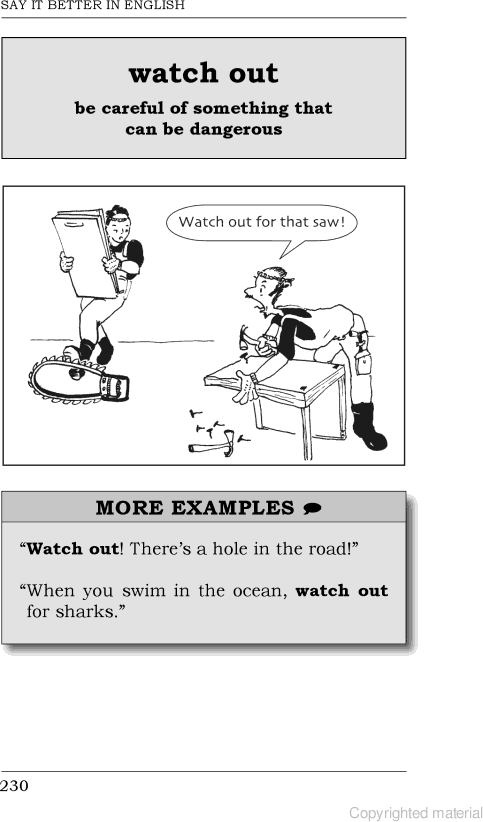 SAY IT BETTER IN ENGLISH
watch out
be careful of something that
can be dangerous
Watch out for that saw!
MORE EXAMPLES
“Watch out! There’s a hole in the road!”
“When you swim in the ocean, watch out
for sharks.”
230
Copyrighted material